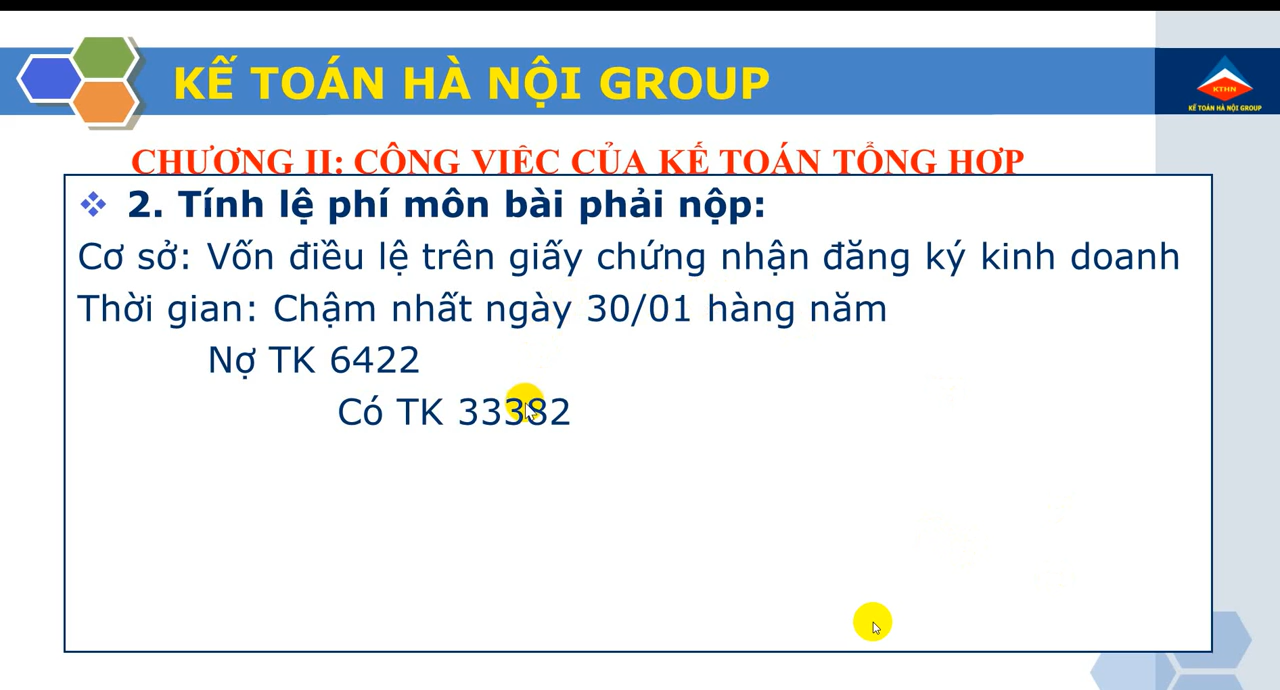 KẾ TOÁN HÀ NỘI GROUP
KTHN
KẾ TOÁN HÀ NỘI GROUP
CHƯƠNG II: CÔNG VIỆC CỦA KẾ TOÁN TỔNG HỢP
2. Tính lệ phí môn bài phải nộp:
Cơ sở: Vốn điều lệ trên giấy chứng nhận đăng ký kinh doanh
Thời gian: Chậm nhất ngày 30/01 hàng năm
Nợ TK 6422
Có TK 33382